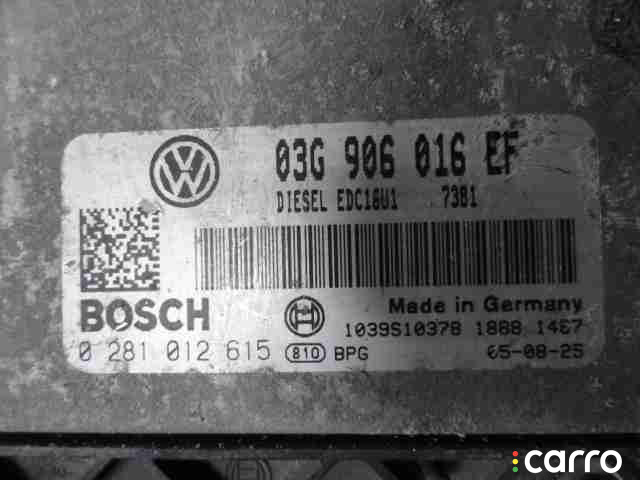 03G 906 016 EF
DIESEL EDC16U1 7381
BOSCH
Made in Germany
1039S10378 1888 1467
0 281 012 615 810 BPG 05-08-25
carro